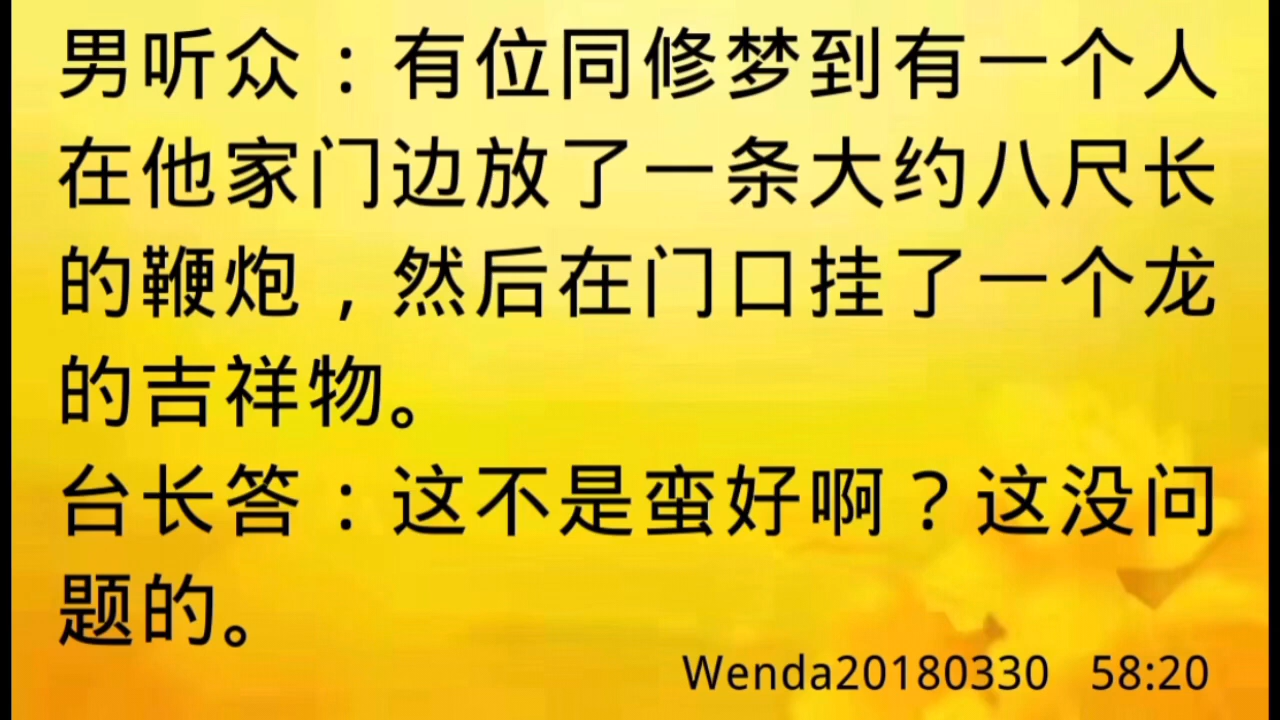 男听众：有位同修梦到有一个人
在他家门边放了一条大约八尺长
的鞭炮，然后在门口挂了一个龙
的吉祥物。
台长答：这不是蛮好啊？这没问
题的。
Wenda20180330 58:20